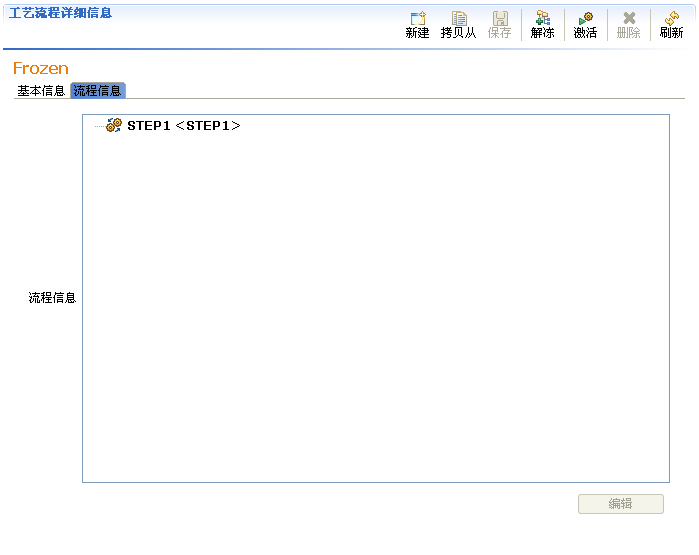 工艺流程详细信息
新建 拷贝从 保存 解冻 激活 删除 刷新
Frozen
基本信息 流程信息
STEP1 <STEP1>
流程信息
编辑